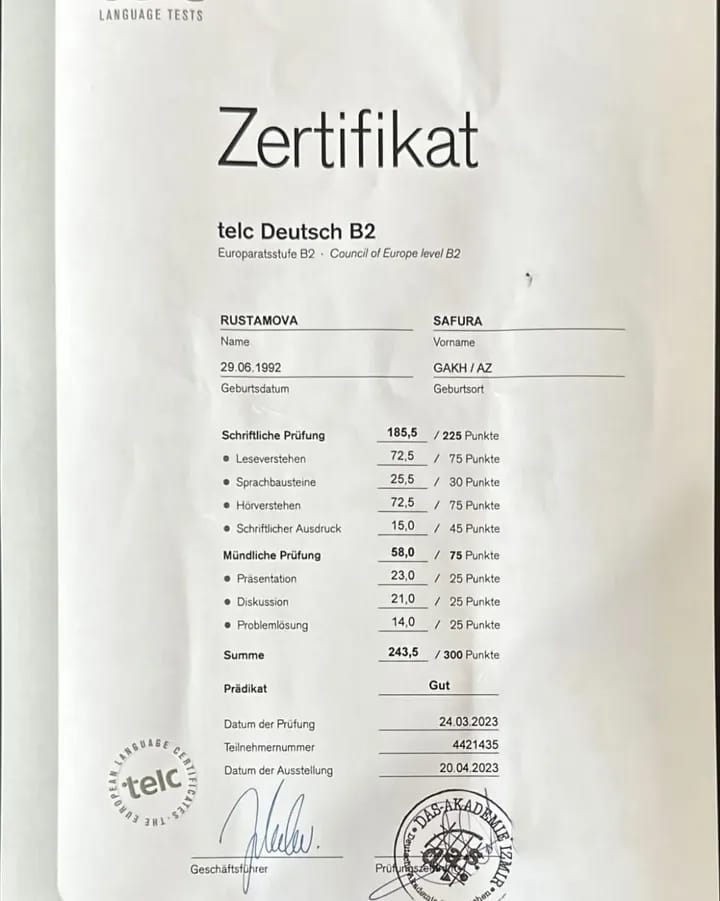 LANGUAGE TESTS
Zertifikat
telc Deutsch B2
Europaratsstufe B2 · Council of Europe level B2
RUSTAMOVA SAFURA
Name Vorname
29.06.1992 GAKH / AZ
Geburtsdatum Geburtsort
Schriftliche Prüfung 185,5 / 225 Punkte
• Leseverstehen 72,5 / 75 Punkte
• Sprachbausteine 25,5 / 30 Punkte
• Hörverstehen 72,5 / 75 Punkte
• Schriftlicher Ausdruck 15,0 / 45 Punkte
Mündliche Prüfung 58,0 / 75 Punkte
• Präsentation 23,0 / 25 Punkte
• Diskussion 21,0 / 25 Punkte
• Problemlösung 14,0 / 25 Punkte
Summe 243,5 / 300 Punkte
Prädikat Gut
Datum der Prüfung 24.03.2023
Teilnehmernummer 4421435
Datum der Ausstellung 20.04.2023
telc
THE EUROPEAN LANGUAGE CERTIFICATES
DAS-AKADEMIE IZMIR
Geschäftsführer